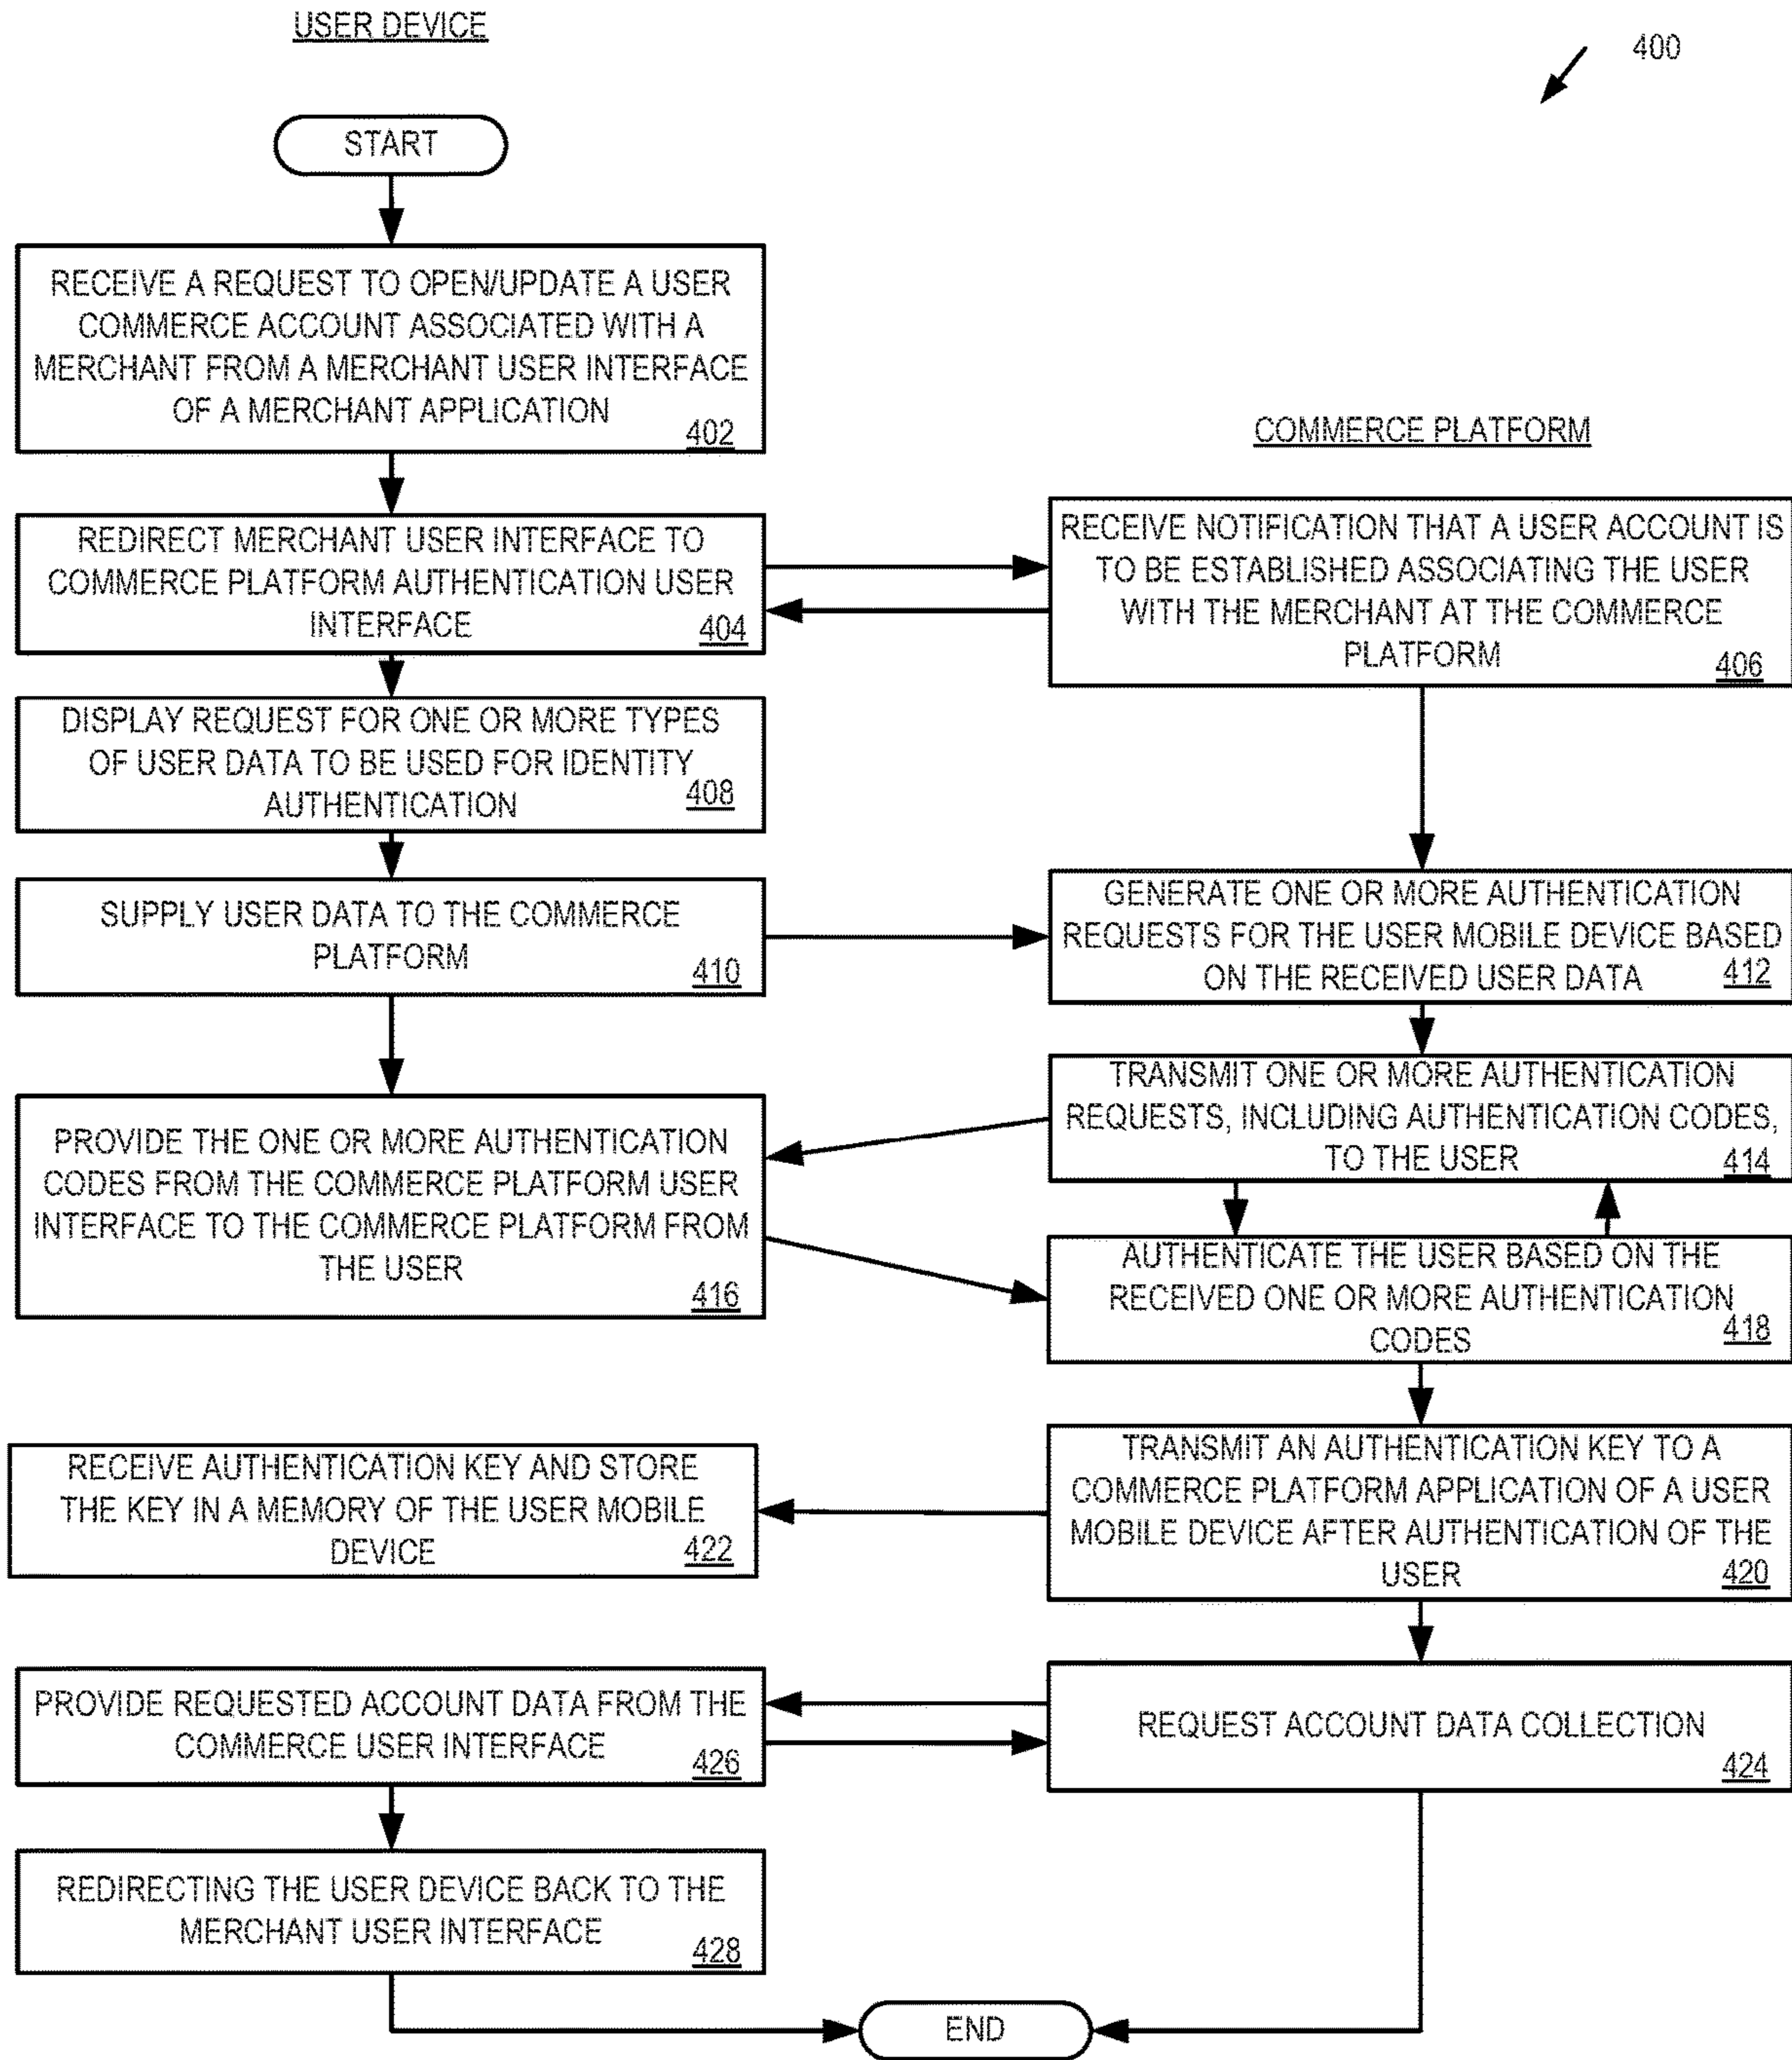 USER DEVICE
400
START
RECEIVE A REQUEST TO OPEN/UPDATE A USER
COMMERCE ACCOUNT ASSOCIATED WITH A
MERCHANT FROM A MERCHANT USER INTERFACE
OF A MERCHANT APPLICATION
402
COMMERCE PLATFORM
REDIRECT MERCHANT USER INTERFACE TO
COMMERCE PLATFORM AUTHENTICATION USER
INTERFACE
404
RECEIVE NOTIFICATION THAT A USER ACCOUNT IS
TO BE ESTABLISHED ASSOCIATING THE USER
WITH THE MERCHANT AT THE COMMERCE
PLATFORM
406
DISPLAY REQUEST FOR ONE OR MORE TYPES
OF USER DATA TO BE USED FOR IDENTITY
AUTHENTICATION
408
SUPPLY USER DATA TO THE COMMERCE
PLATFORM
410
GENERATE ONE OR MORE AUTHENTICATION
REQUESTS FOR THE USER MOBILE DEVICE BASED
ON THE RECEIVED USER DATA
412
TRANSMIT ONE OR MORE AUTHENTICATION
REQUESTS, INCLUDING AUTHENTICATION CODES,
TO THE USER
414
PROVIDE THE ONE OR MORE AUTHENTICATION
CODES FROM THE COMMERCE PLATFORM USER
INTERFACE TO THE COMMERCE PLATFORM FROM
THE USER
416
AUTHENTICATE THE USER BASED ON THE
RECEIVED ONE OR MORE AUTHENTICATION
CODES
418
TRANSMIT AN AUTHENTICATION KEY TO A
COMMERCE PLATFORM APPLICATION OF A USER
MOBILE DEVICE AFTER AUTHENTICATION OF THE
USER
420
RECEIVE AUTHENTICATION KEY AND STORE
THE KEY IN A MEMORY OF THE USER MOBILE
DEVICE
422
REQUEST ACCOUNT DATA COLLECTION
424
PROVIDE REQUESTED ACCOUNT DATA FROM THE
COMMERCE USER INTERFACE
426
REDIRECTING THE USER DEVICE BACK TO THE
MERCHANT USER INTERFACE
428
END